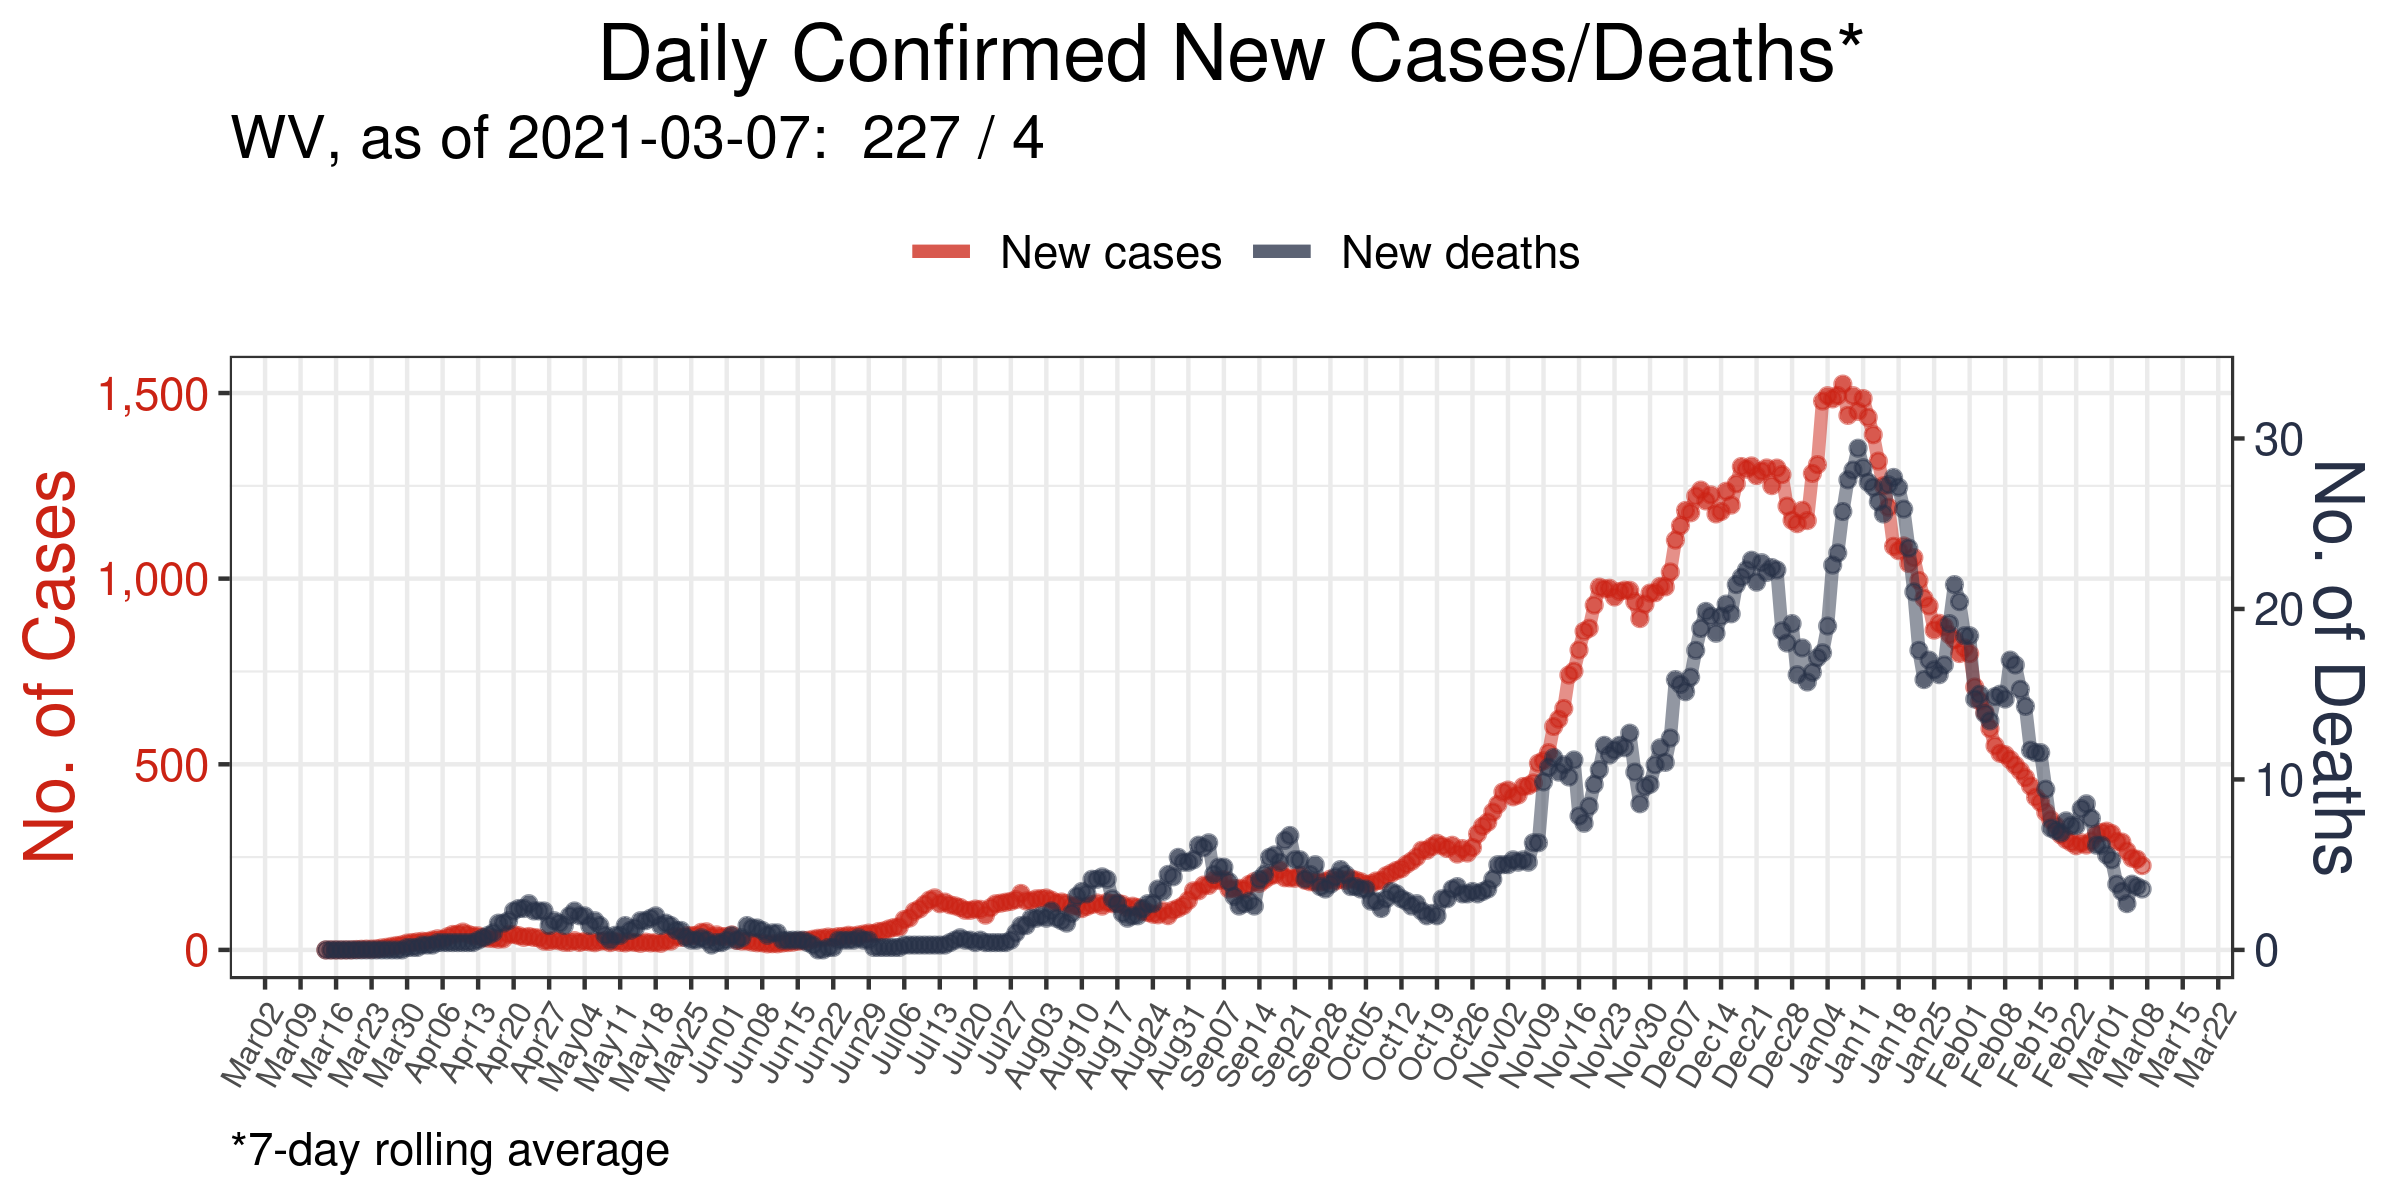 Daily Confirmed New Cases/Deaths*
WV, as of 2021-03-07:  227 / 4
New cases
New deaths
No. of Cases
1,500
1,000
500
0
30
20
10
0
No. of Deaths
Mar02
Mar09
Mar16
Mar23
Mar30
Apr06
Apr13
Apr20
Apr27
May04
May11
May18
May25
Jun01
Jun08
Jun15
Jun22
Jun29
Jul06
Jul13
Jul20
Jul27
Aug03
Aug10
Aug17
Aug24
Aug31
Sep07
Sep14
Sep21
Sep28
Oct05
Oct12
Oct19
Oct26
Nov02
Nov09
Nov16
Nov23
Nov30
Dec07
Dec14
Dec21
Dec28
Jan04
Jan11
Jan18
Jan25
Feb01
Feb08
Feb15
Feb22
Mar01
Mar08
Mar15
Mar22
*7-day rolling average